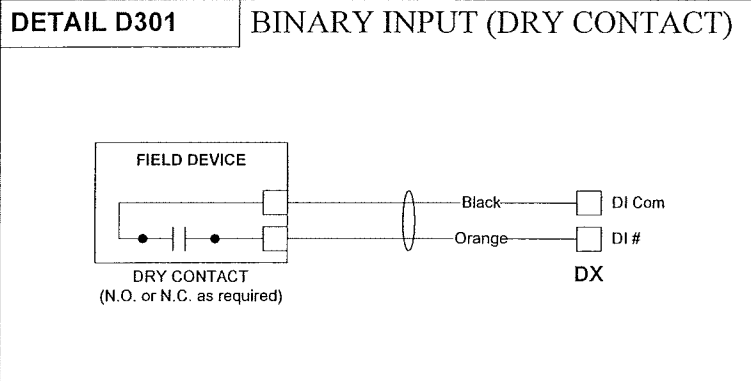 DETAIL D301
BINARY INPUT (DRY CONTACT)
FIELD DEVICE
Black
DI Com
Orange
DI #
DX
DRY CONTACT
(N.O. or N.C. as required)